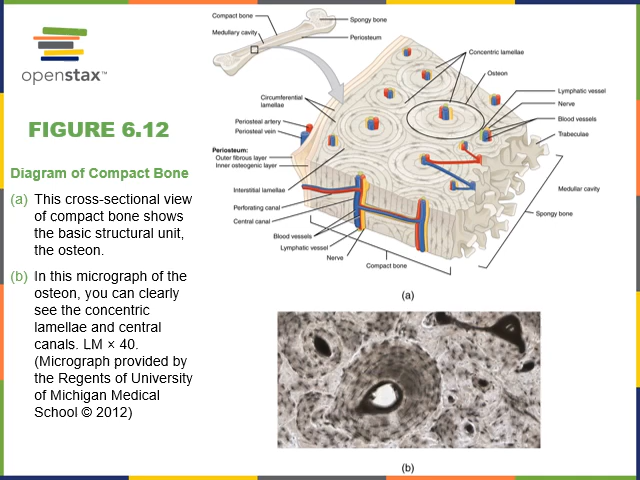 openstax™
FIGURE 6.12
Diagram of Compact Bone
(a) This cross-sectional view
of compact bone shows
the basic structural unit,
the osteon.
(b) In this micrograph of the
osteon, you can clearly
see the concentric
lamellae and central
canals. LM × 40.
(Micrograph provided by
the Regents of University
of Michigan Medical
School © 2012)
Compact bone
Medullary cavity
Spongy bone
Periosteum
Concentric lamellae
Osteon
Circumferential
lamellae
Periosteal artery
Periosteal vein
Periosteum:
Outer fibrous layer
Inner osteogenic layer
Interstitial lamellae
Perforating canal
Central canal
Blood vessels
Lymphatic vessel
Nerve
Compact bone
Lymphatic vessel
Nerve
Blood vessels
Trabeculae
Medullar cavity
Spongy bone
(a)
(b)